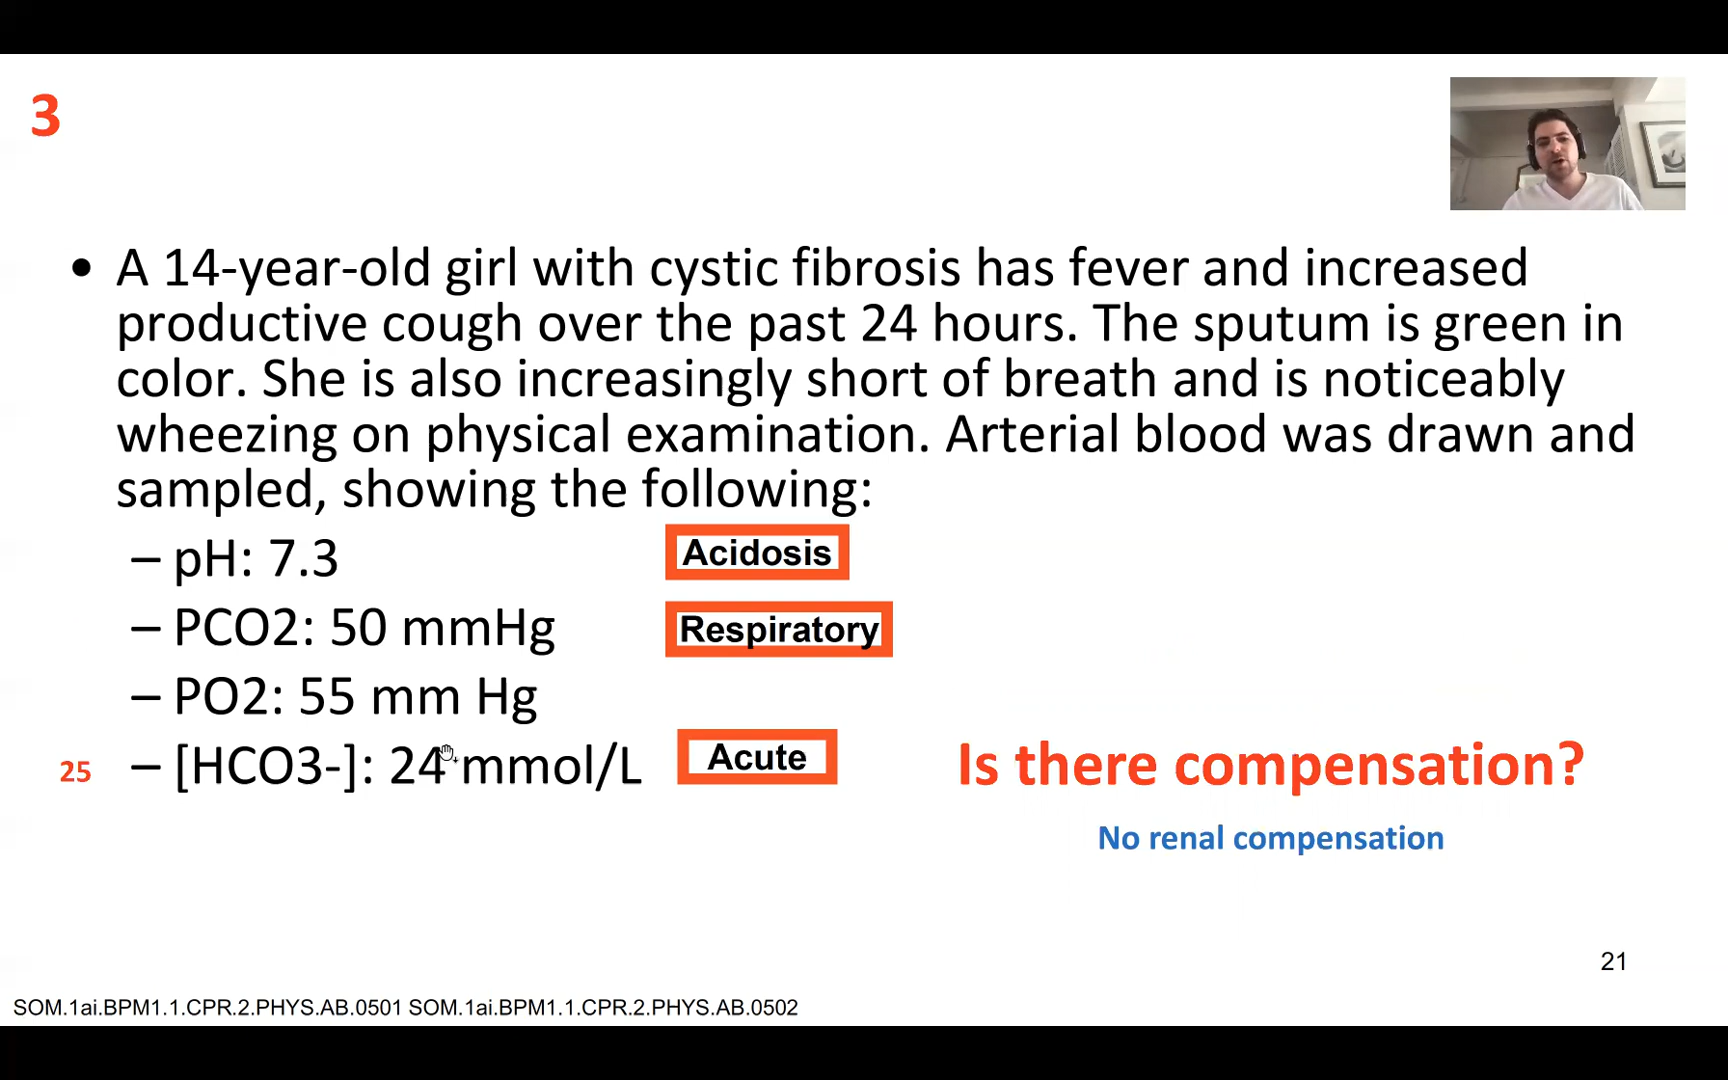 3
• A 14-year-old girl with cystic fibrosis has fever and increased
productive cough over the past 24 hours. The sputum is green in
color. She is also increasingly short of breath and is noticeably
wheezing on physical examination. Arterial blood was drawn and
sampled, showing the following:
– pH: 7.3
Acidosis
– PCO2: 50 mmHg
Respiratory
– PO2: 55 mm Hg
25
– [HCO3-]: 24 mmol/L
Acute
Is there compensation?
No renal compensation
21
SOM.1ai.BPM1.1.CPR.2.PHYS.AB.0501 SOM.1ai.BPM1.1.CPR.2.PHYS.AB.0502